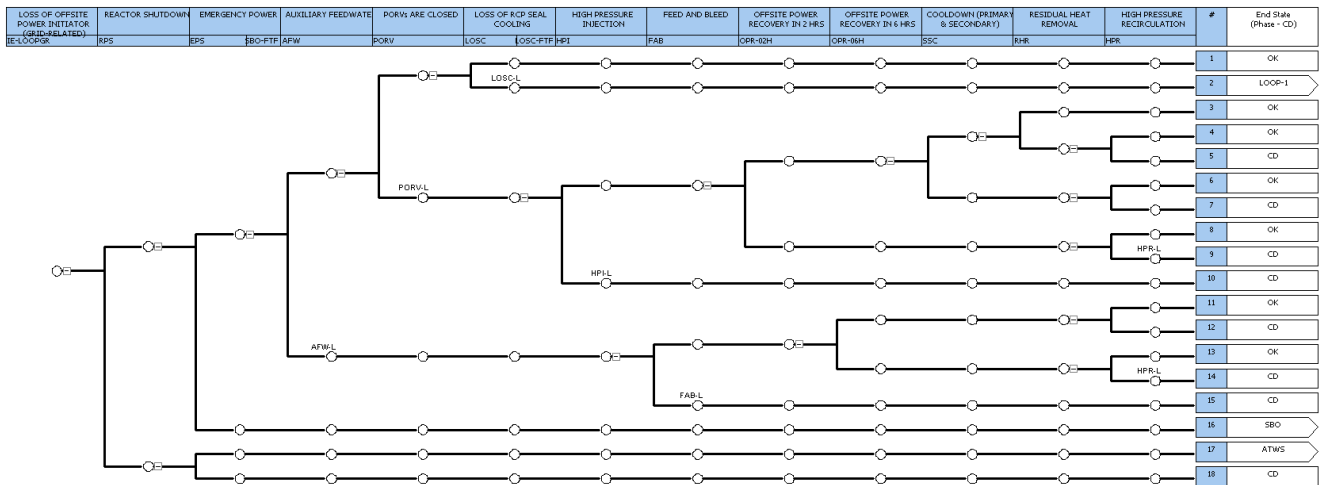 LOSS OF OFFSITE POWER INITIATOR (GRID-RELATED)
REACTOR SHUTDOWN
EMERGENCY POWER
AUXILIARY FEEDWATE
PORVs ARE CLOSED
LOSS OF RCP SEAL COOLING
HIGH PRESSURE INJECTION
FEED AND BLEED
OFFSITE POWER RECOVERY IN 2 HRS
OFFSITE POWER RECOVERY IN 6 HRS
COOLDOWN (PRIMARY & SECONDARY)
RESIDUAL HEAT REMOVAL
HIGH PRESSURE RECIRCULATION
#
End State (Phase - CD)
IE-LOOPGR
RPS
EPS
SBO-FTF
AFW
PORV
LOSC
LOSC-FTF
HPI
FAB
OPR-02H
OPR-06H
SSC
RHR
HPR
1 OK
LOSC-L
2 LOOP-1
3 OK
4 OK
5 CD
PORV-L
6 OK
7 CD
8 OK
HPR-L
9 CD
HPI-L
10 CD
11 OK
12 CD
AFW-L
13 OK
HPR-L
14 CD
FAB-L
15 CD
16 SBO
17 ATWS
18 CD